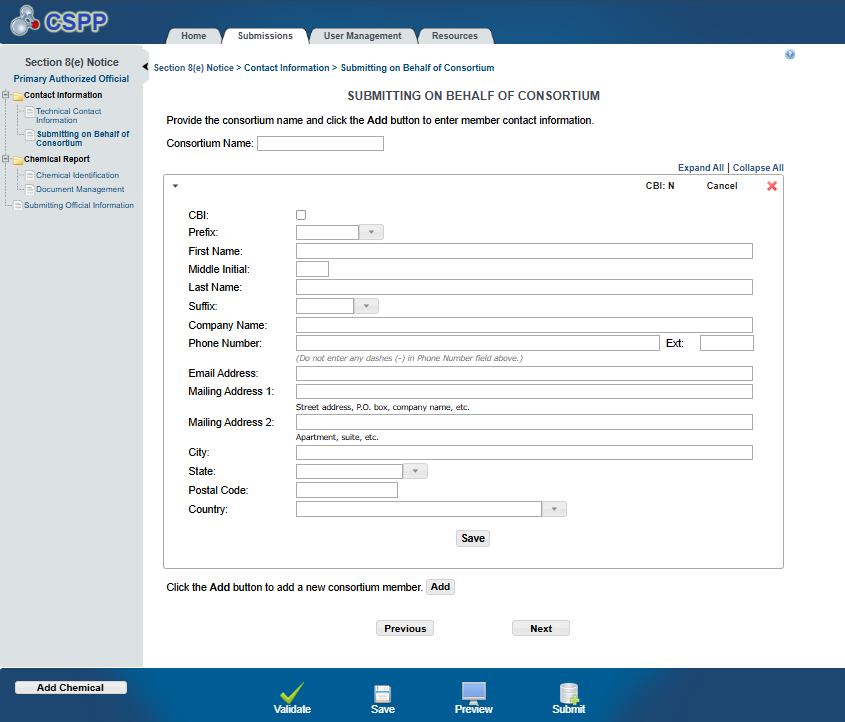 CSPP
Home
Submissions
User Management
Resources
Section 8(e) Notice
Primary Authorized Official
Contact Information
Technical Contact
Information
Submitting on Behalf of
Consortium
Chemical Report
Chemical Identification
Document Management
Submitting Official Information
Section 8(e) Notice > Contact Information > Submitting on Behalf of Consortium
?
SUBMITTING ON BEHALF OF CONSORTIUM
Provide the consortium name and click the Add button to enter member contact information.
Consortium Name:
Expand All | Collapse All
CBI: N
Cancel
CBI:
Prefix:
First Name:
Middle Initial:
Last Name:
Suffix:
Company Name:
Phone Number:
Ext:
(Do not enter any dashes (-) in Phone Number field above.)
Email Address:
Mailing Address 1:
Street address, P.O. box, company name, etc.
Mailing Address 2:
Apartment, suite, etc.
City:
State:
Postal Code:
Country:
Save
Click the Add button to add a new consortium member. Add
Previous
Next
Add Chemical
Validate
Save
Preview
Submit